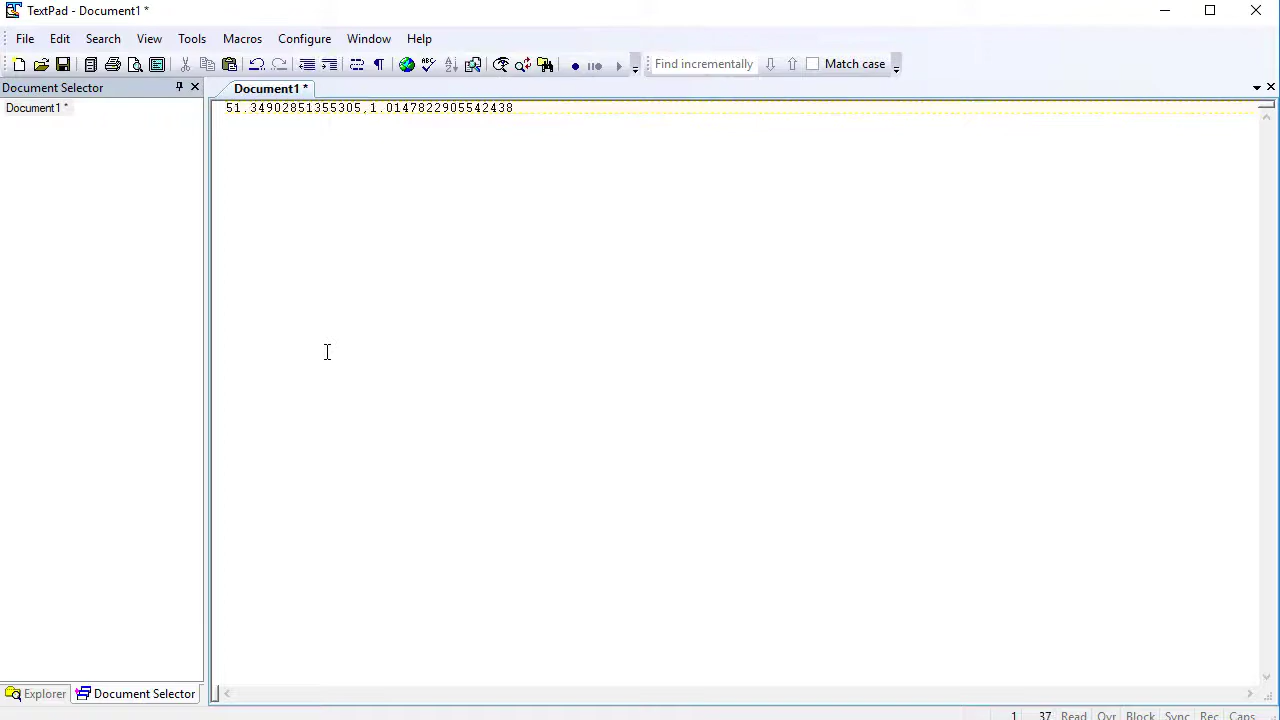 TextPad - Document1 *
File Edit Search View Tools Macros Configure Window Help
Find incrementally Match case
Document Selector Document1 *
Document1 * 51.34902851355305,1.0147822905542438
Explorer Document Selector
1 37 Read Ovr Block Sync Rec Caps